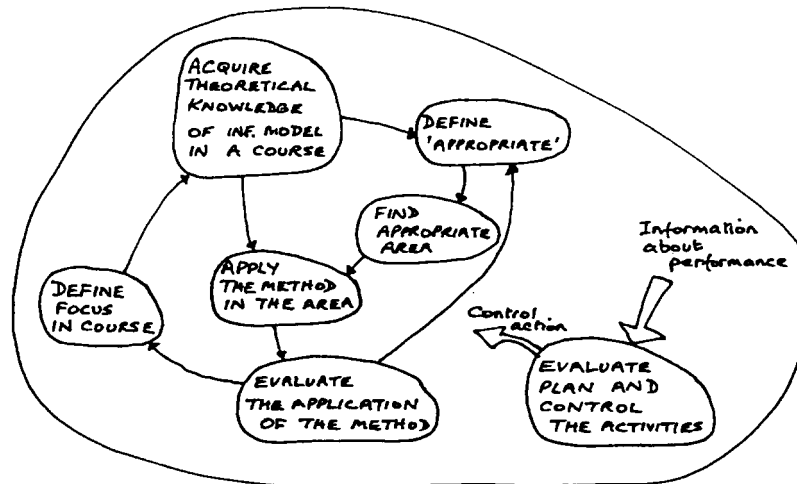 ACQUIRE
THEORETICAL
KNOWLEDGE
OF INF. MODEL
IN A COURSE
DEFINE
'APPROPRIATE'
FIND
APPROPRIATE
AREA
APPLY
THE METHOD
IN THE AREA
DEFINE
FOCUS
IN COURSE
EVALUATE
THE APPLICATION
OF THE METHOD
Information
about
performance
Control
action
EVALUATE
PLAN AND
CONTROL
THE ACTIVITIES